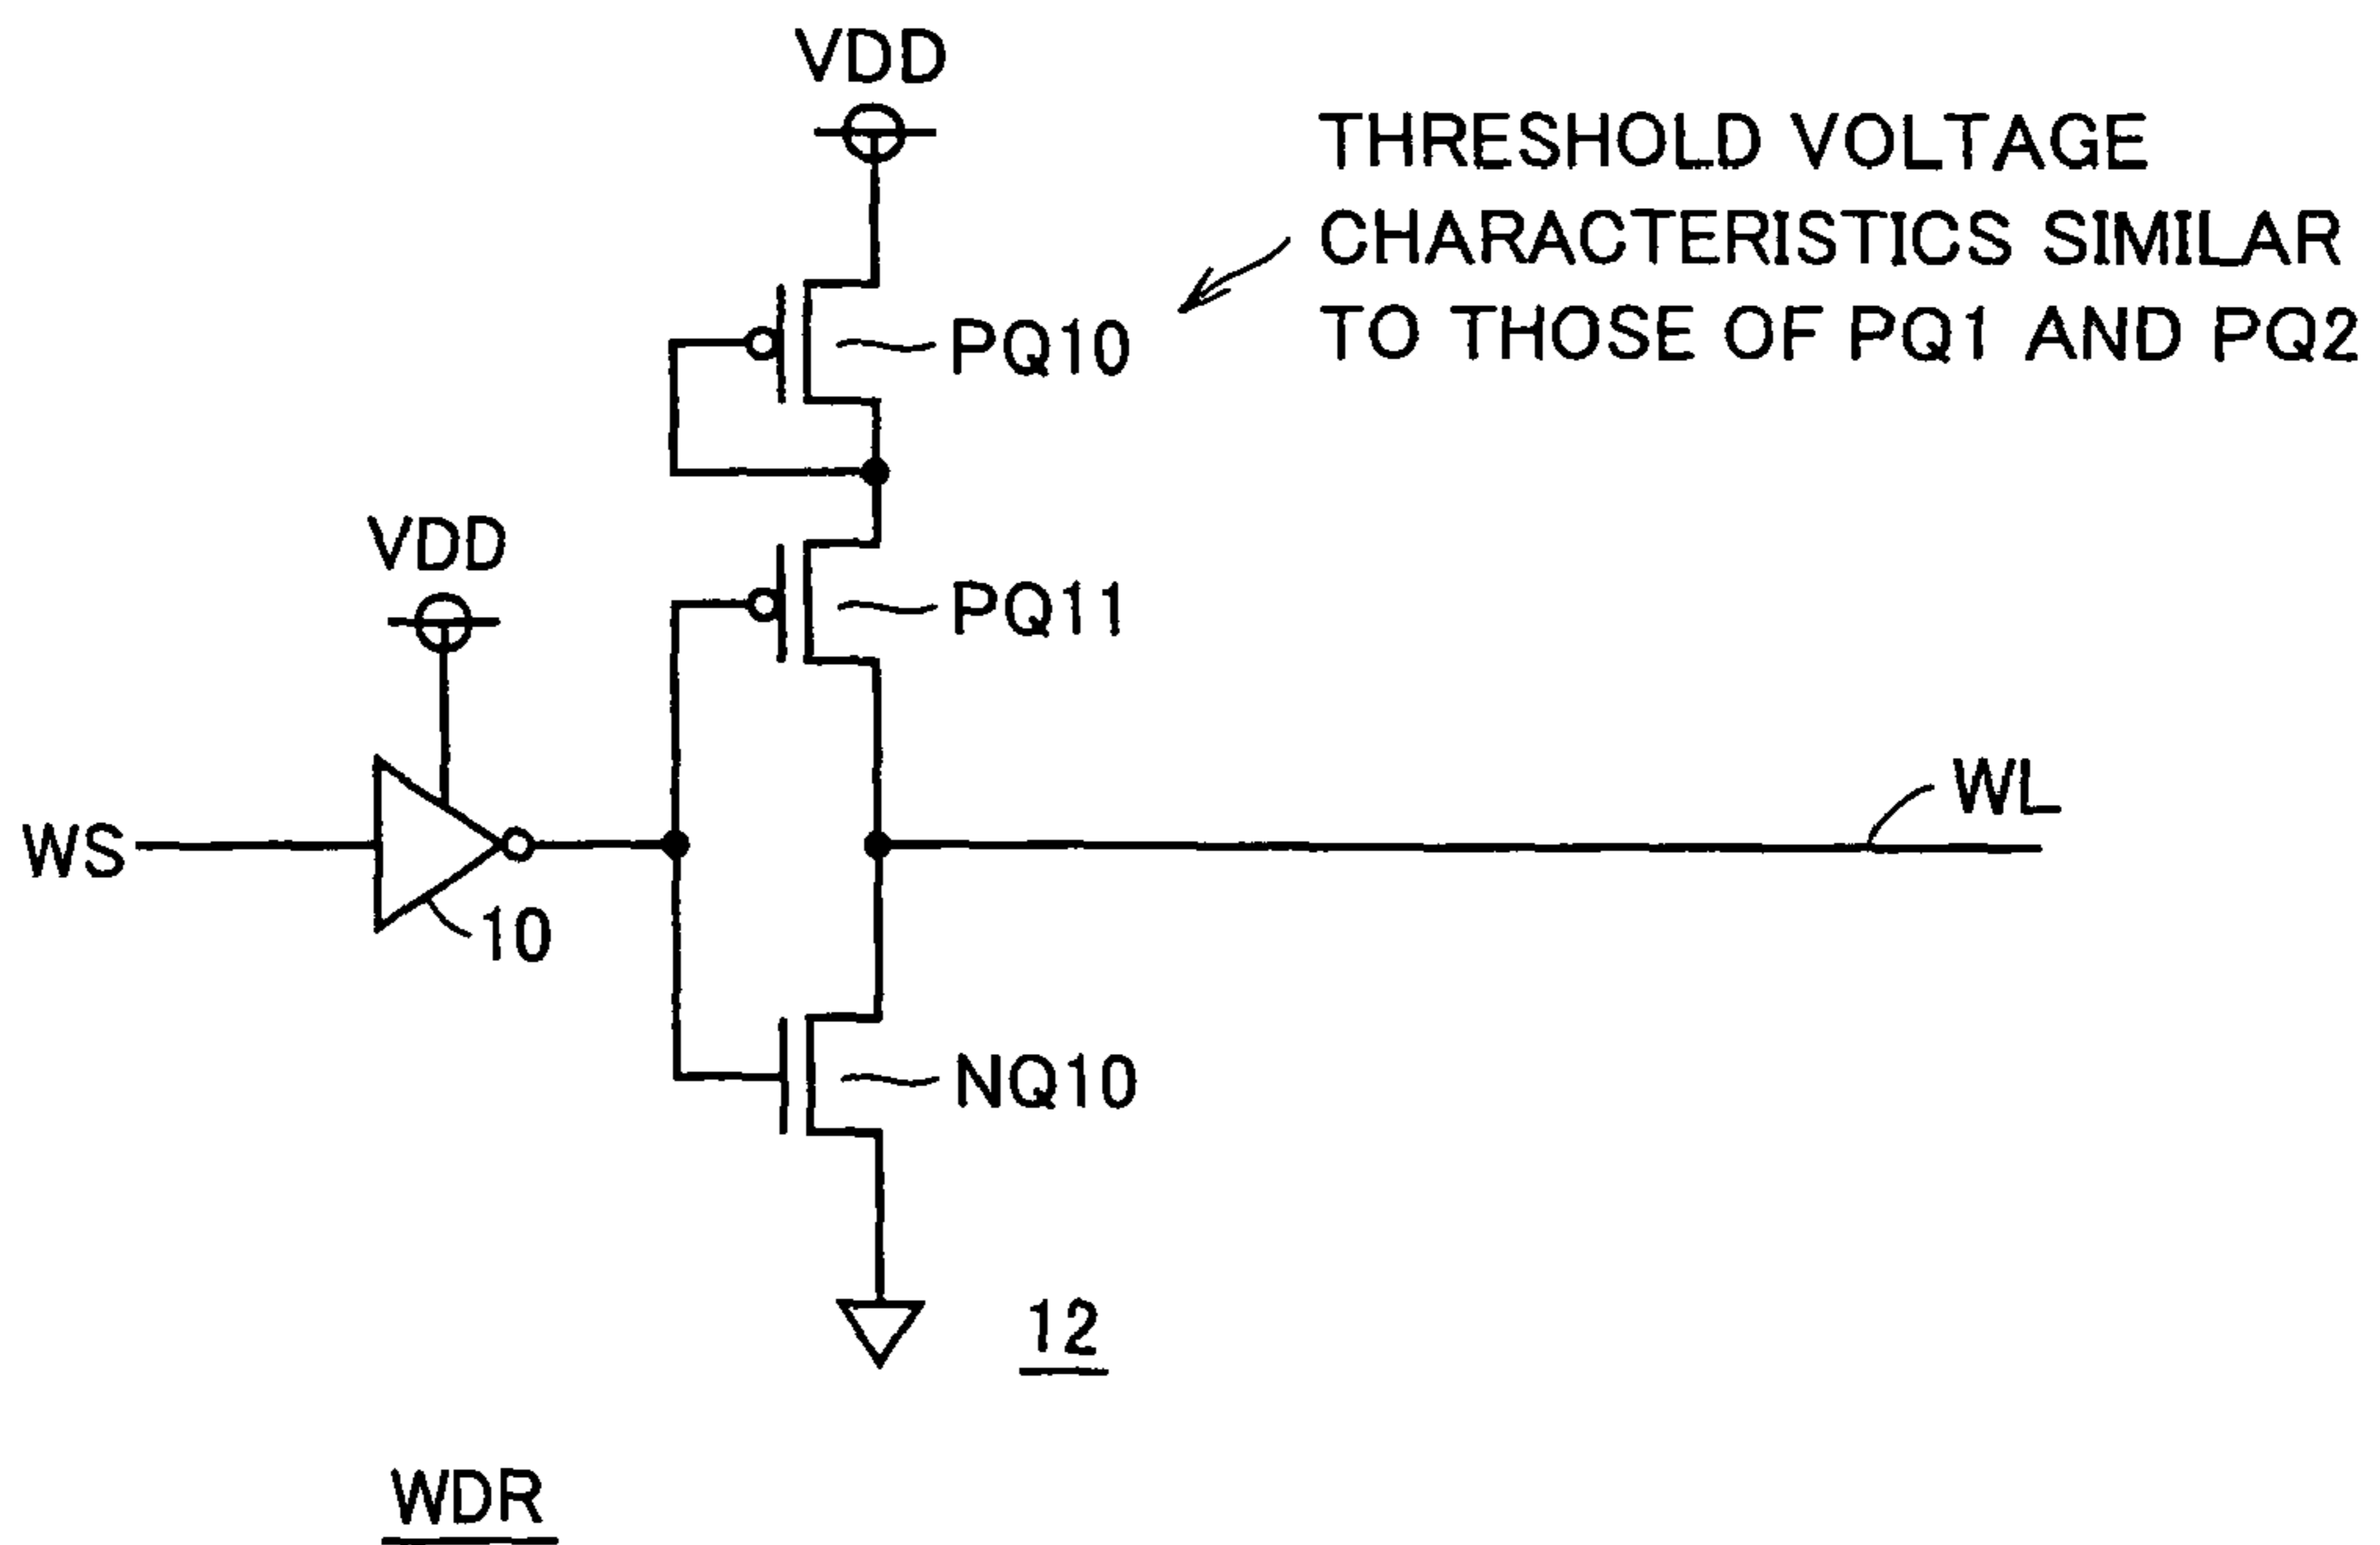 VDD
THRESHOLD VOLTAGE
CHARACTERISTICS SIMILAR
TO THOSE OF PQ1 AND PQ2
PQ10
VDD
PQ11
WL
WS
10
NQ10
12
WDR